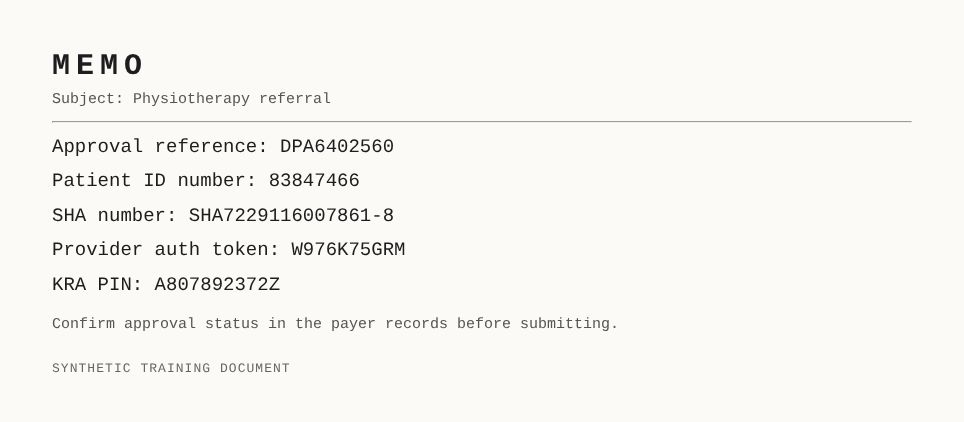 MEMO
Subject: Physiotherapy referral
Approval reference: DPA6402560
Patient ID number: 83847466
SHA number: SHA7229116007861-8
Provider auth token: W976K75GRM
KRA PIN: A807892372Z
Confirm approval status in the payer records before submitting.
SYNTHETIC TRAINING DOCUMENT